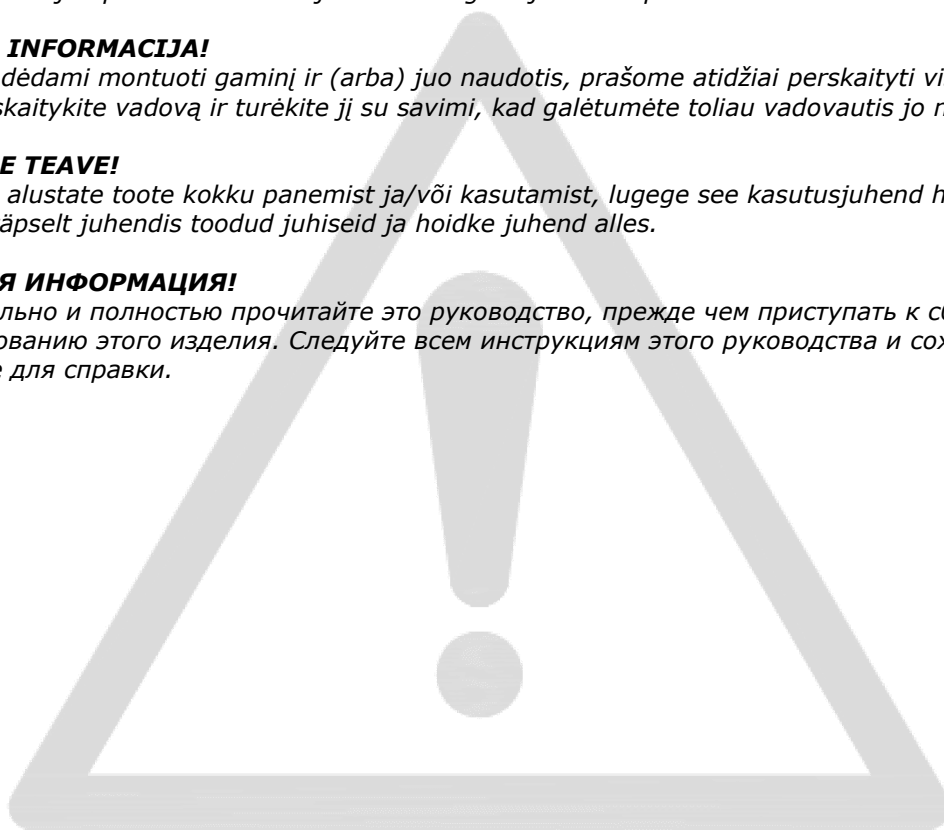 INFORMACIJA!
dėdami montuoti gaminį ir (arba) juo naudotis, prašome atidžiai perskaityti vi
skaitykite vadovą ir turėkite jį su savimi, kad galėtumėte toliau vadovautis jo
E TEAVE!
alustate toote kokku panemist ja/või kasutamist, lugege see kasutusjuhend
äpselt juhendis toodud juhiseid ja hoidke juhend alles.
Я ИНФОРМАЦИЯ!
льно и полностью прочитайте это руководство, прежде чем приступать к
ованию этого изделия. Следуйте всем инструкциям этого руководства и сох
е для справки.